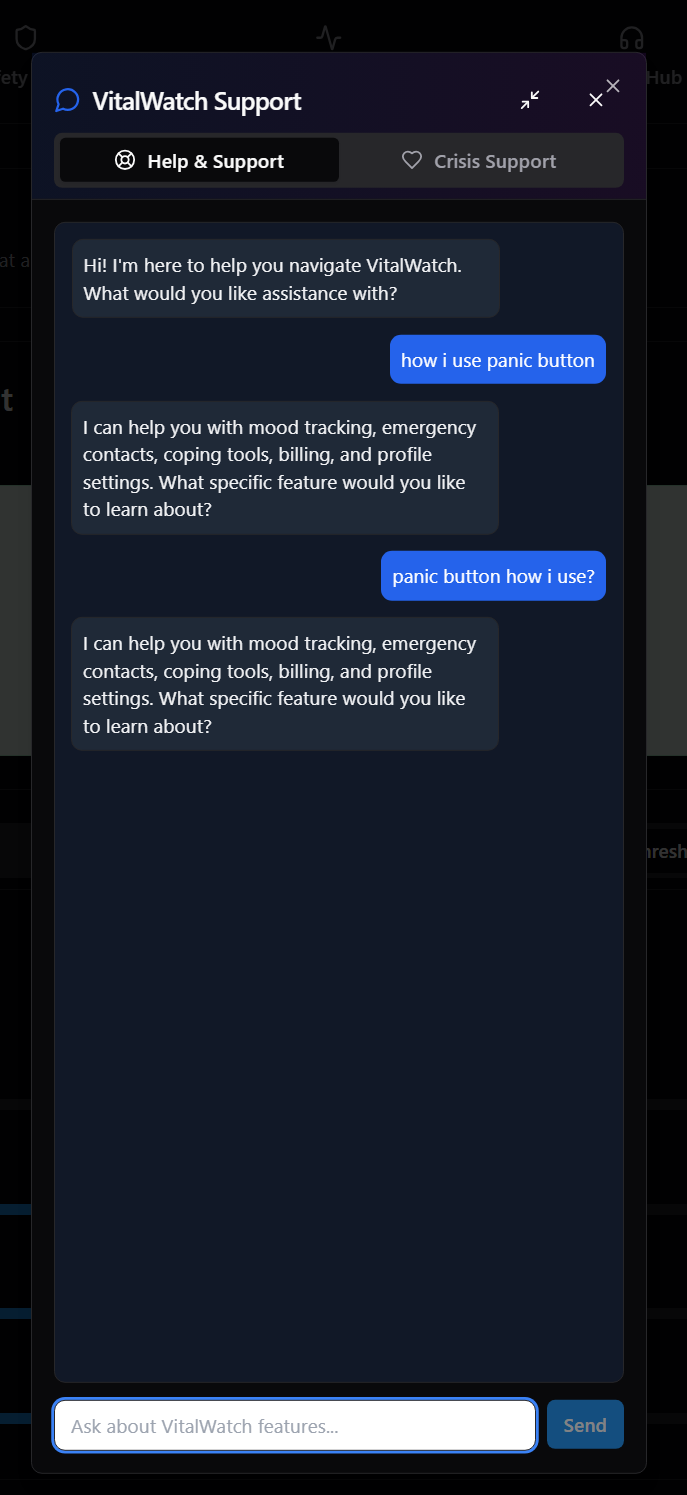 fety
Hub
VitalWatch Support
Help & Support
Crisis Support
at a
Hi! I'm here to help you navigate VitalWatch.
What would you like assistance with?
how i use panic button
t
I can help you with mood tracking, emergency
contacts, coping tools, billing, and profile
settings. What specific feature would you like
to learn about?
panic button how i use?
I can help you with mood tracking, emergency
contacts, coping tools, billing, and profile
settings. What specific feature would you like
to learn about?
hresh
Ask about VitalWatch features...
Send